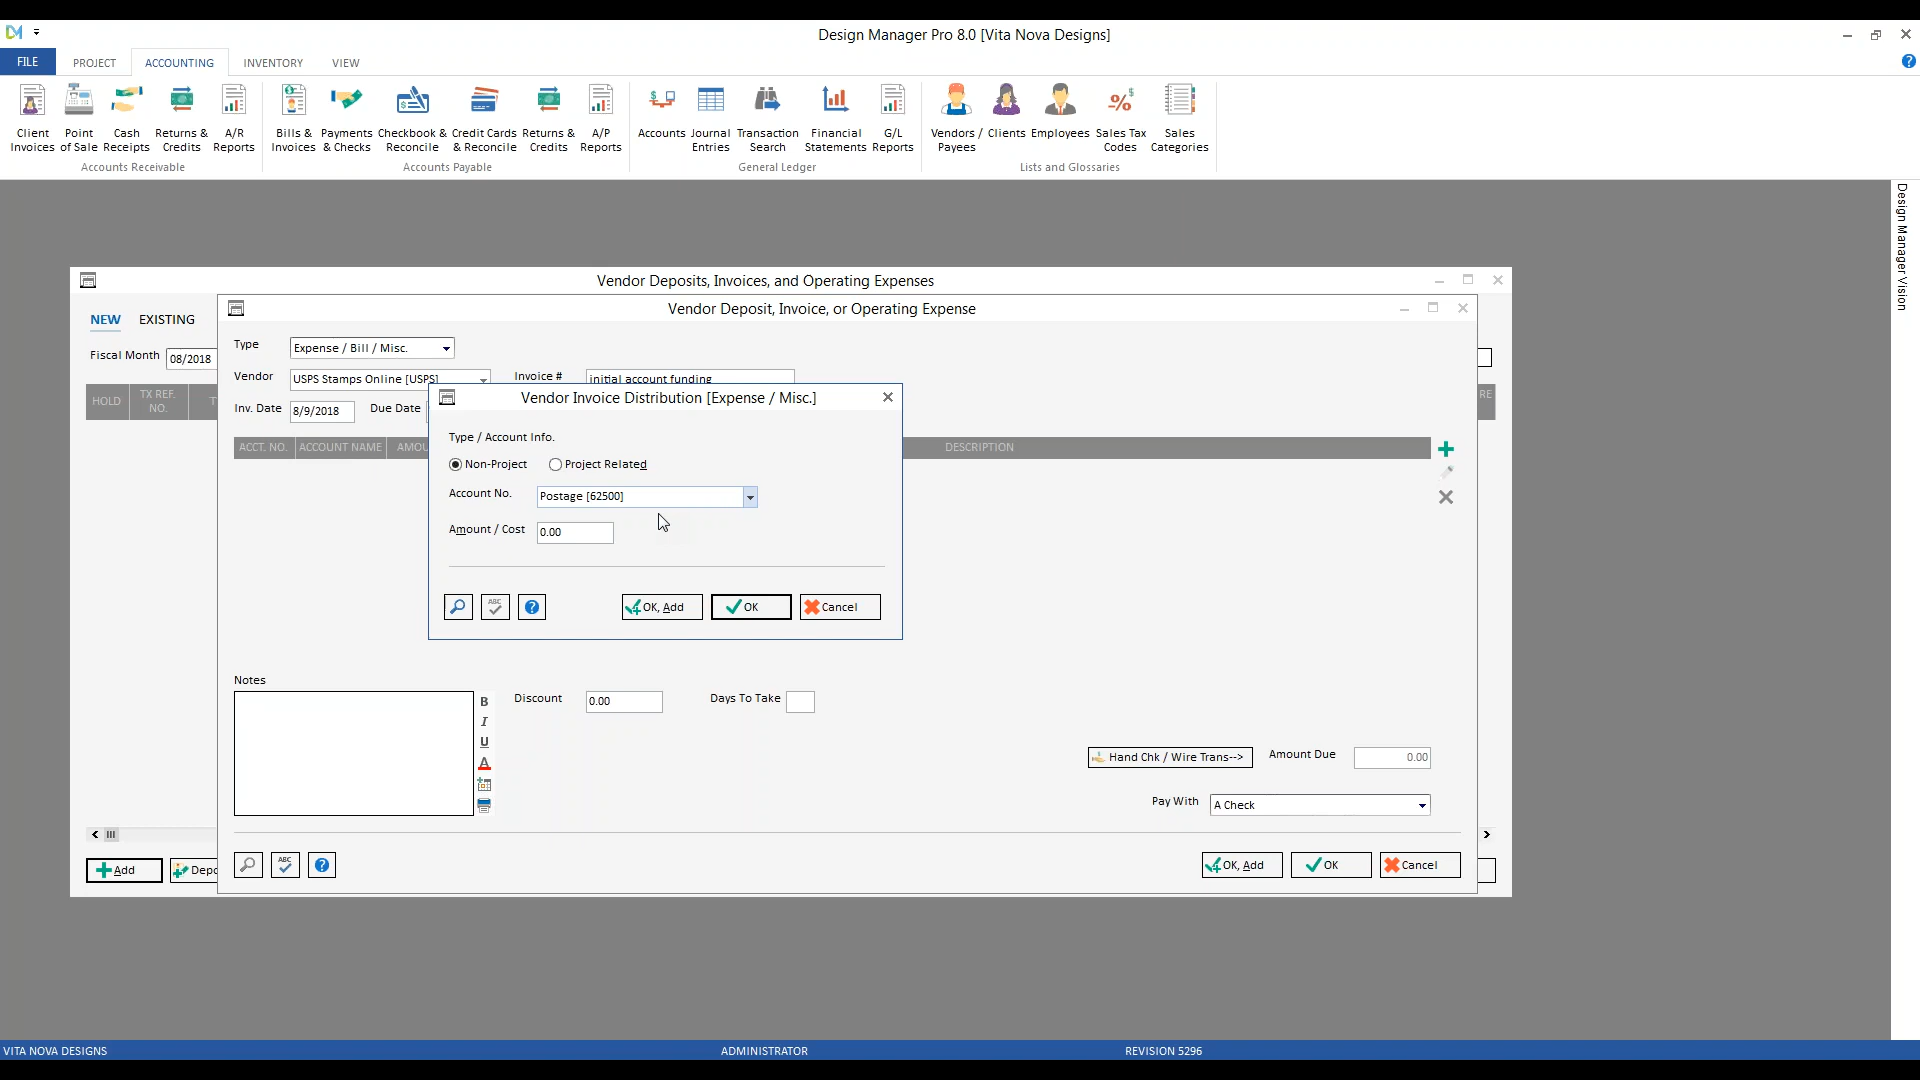 Design Manager Pro 8.0 [Vita Nova Designs]
FILE PROJECT ACCOUNTING INVENTORY VIEW
Client Invoices
Point of Sale
Cash Receipts
Returns & Credits
A/R Reports
Bills & Invoices
Payments & Checks
Checkbook & Reconcile
Credit Cards & Reconcile
Returns & Credits
A/P Reports
Accounts
Journal Entries
Transaction Search
Financial Statements
G/L Reports
Vendors / Payees
Clients
Employees
Sales Tax Codes
Sales Categories
Accounts Receivable
Accounts Payable
General Ledger
Lists and Glossaries
Design Manager Vision
Vendor Deposits, Invoices, and Operating Expenses
NEW EXISTING
Fiscal Month 08/2018
HOLD TX REF. NO. T
RE
Vendor Deposit, Invoice, or Operating Expense
Type Expense / Bill / Misc.
Vendor USPS Stamps Online [USPS] Invoice # initial account funding
Inv. Date 8/9/2018 Due Date
ACCT. NO. ACCOUNT NAME AMOU DESCRIPTION
Vendor Invoice Distribution [Expense / Misc.]
Type / Account Info.
Non-Project Project Related
Account No. Postage [62500]
Amount / Cost 0.00
ABC ? OK, Add OK Cancel
Notes
B
I
U
A
Discount 0.00 Days To Take
Hand Chk / Wire Trans--> Amount Due 0.00
Pay With A Check
Add Depo
ABC ? OK, Add OK Cancel
VITA NOVA DESIGNS ADMINISTRATOR REVISION 5296